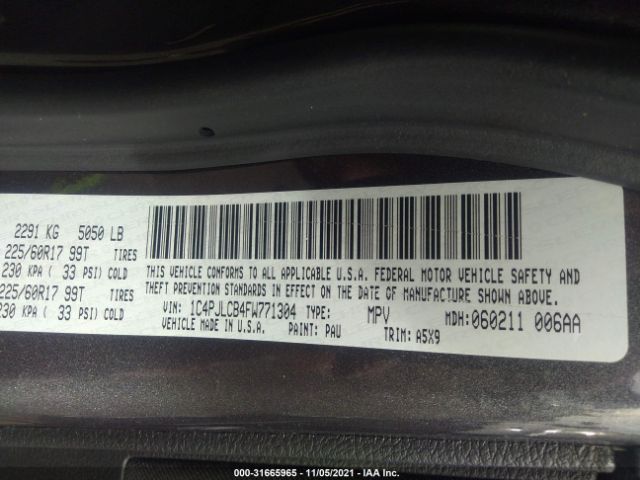 2291 KG 5050 LB
225/60R17 99T TIRES
230 KPA ( 33 PSI) COLD
225/60R17 99T TIRES
230 KPA ( 33 PSI) COLD
THIS VEHICLE CONFORMS TO ALL APPLICABLE U.S.A. FEDERAL MOTOR VEHICLE SAFETY AND
THEFT PREVENTION STANDARDS IN EFFECT ON THE DATE OF MANUFACTURE SHOWN ABOVE.
VIN: 1C4PJLCB4FW771304 TYPE: MPV MDH: 060211 006AA
VEHICLE MADE IN U.S.A. PAINT: PAU TRIM: A5X9
000-31665965 - 11/05/2021 - IAA Inc.